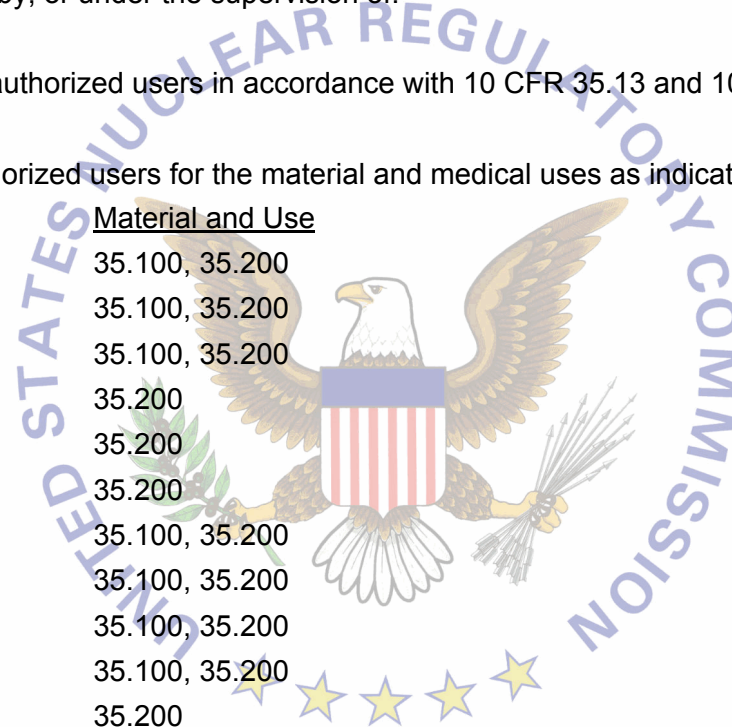 by, or under the supervision of:
authorized users in accordance with 10 CFR 35.13 and 10
orized users for the material and medical uses as indicat
Material and Use
35.100, 35.200
35.100, 35.200
35.100, 35.200
35.200
35.200
35.200
35.100, 35.200
35.100, 35.200
35.100, 35.200
35.100, 35.200
35.200
UNITED STATES NUCLEAR REGULATORY COMMISSION